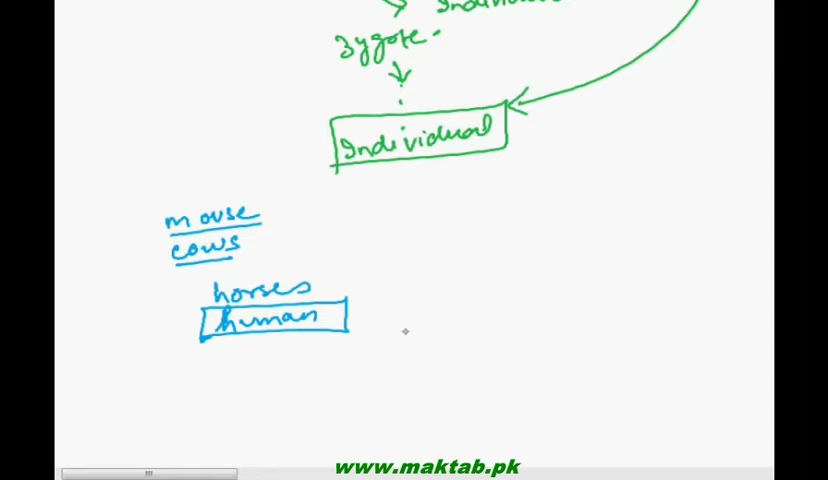 Zygote
Individual
mouse
cows
horses
human
www.maktab.pk